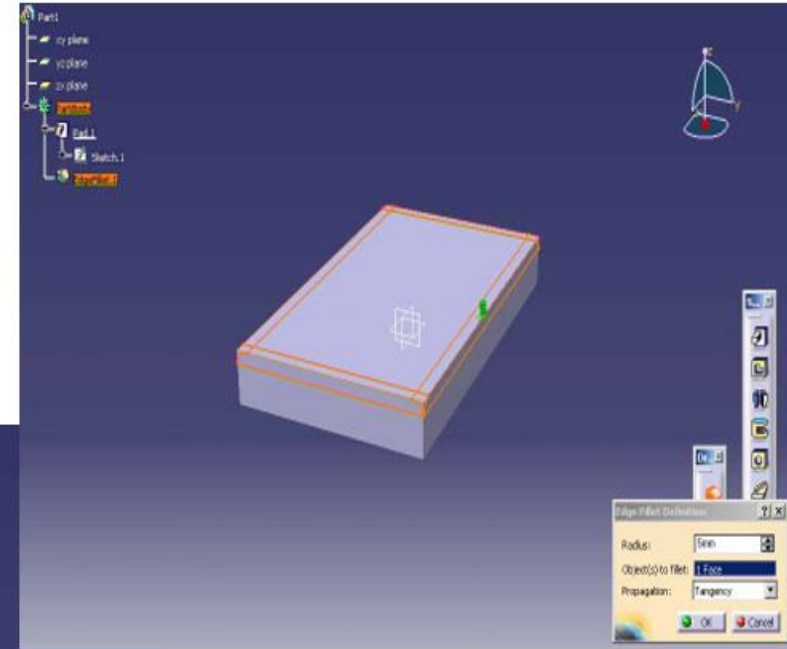 Part1
xy plane
yz plane
zx plane
PartBody
Pad.1
Sketch.1
EdgeFillet.1
z
y
Edge Fillet Definition
Radius: 5mm
Object(s) to fillet: 1 Face
Propagation: Tangency
OK Cancel